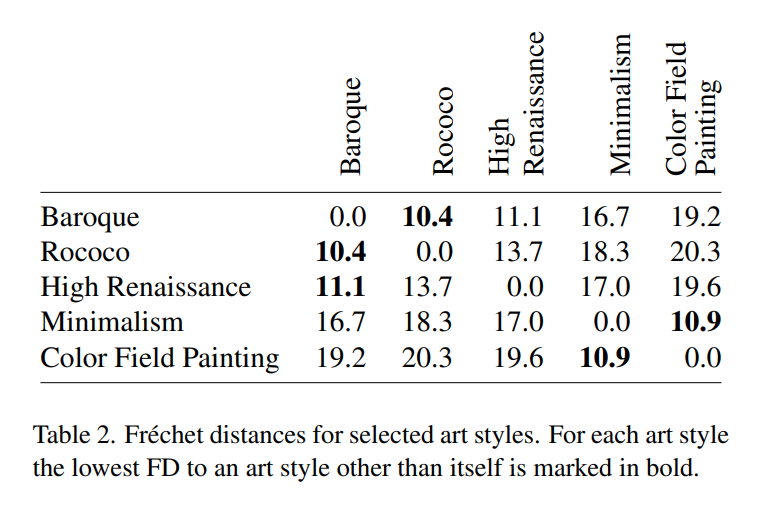 Baroque
Rococo
High
Renaissance
Minimalism
Color Field
Painting
Baroque 0.0 10.4 11.1 16.7 19.2
Rococo 10.4 0.0 13.7 18.3 20.3
High Renaissance 11.1 13.7 0.0 17.0 19.6
Minimalism 16.7 18.3 17.0 0.0 10.9
Color Field Painting 19.2 20.3 19.6 10.9 0.0
Table 2. Fréchet distances for selected art styles. For each art style
the lowest FD to an art style other than itself is marked in bold.